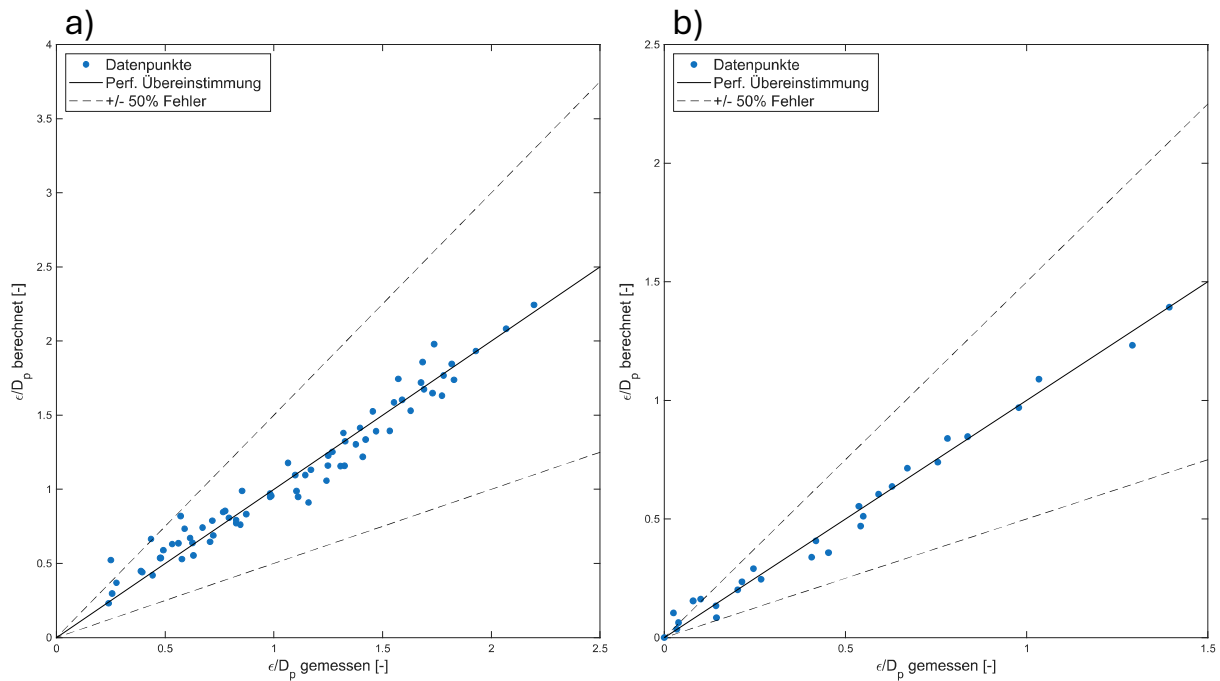 a)
4
3.5
3
2.5
2
1.5
1
0.5
0
0
0.5
1
1.5
2
2.5
Datenpunkte
Perf. Übereinstimmung
+/- 50% Fehler
ϵ/D_p berechnet [-]
ϵ/D_p gemessen [-]
b)
2.5
2
1.5
1
0.5
0
0
0.5
1
1.5
Datenpunkte
Perf. Übereinstimmung
+/- 50% Fehler
ϵ/D_p berechnet [-]
ϵ/D_p gemessen [-]